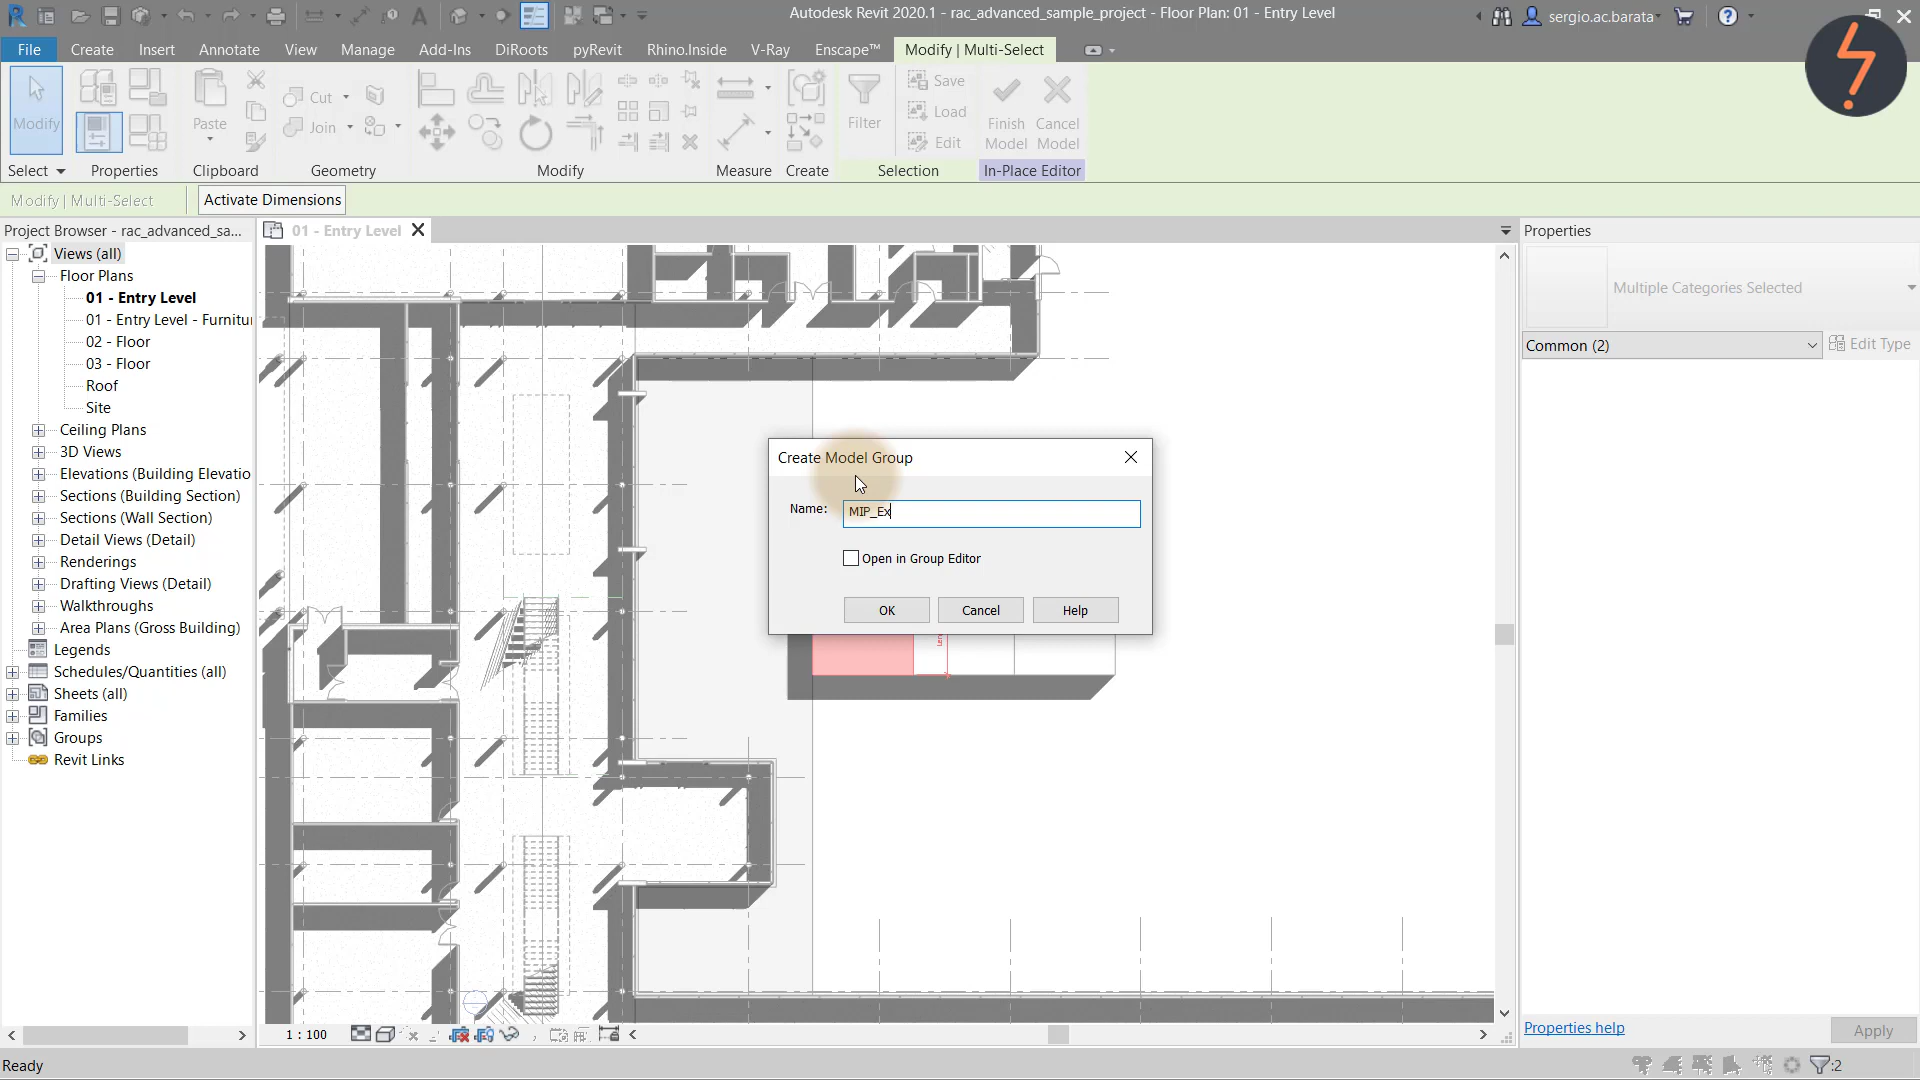 Autodesk Revit 2020.1 - rac_advanced_sample_project - Floor Plan: 01 - Entry Level
sergio.ac.barata
File Create Insert Annotate View Manage Add-Ins DiRoots pyRevit Rhino.Inside V-Ray Enscape™ Modify | Multi-Select
Modify
Paste
Cut
Join
Filter
Save
Load
Edit
Finish Model
Cancel Model
Select Properties Clipboard Geometry Modify Measure Create Selection In-Place Editor
Modify | Multi-Select Activate Dimensions
Project Browser - rac_advanced_sa...
01 - Entry Level
Properties
Views (all)
Floor Plans
01 - Entry Level
01 - Entry Level - Furnitur
02 - Floor
03 - Floor
Roof
Site
Ceiling Plans
3D Views
Elevations (Building Elevatio
Sections (Building Section)
Sections (Wall Section)
Detail Views (Detail)
Renderings
Drafting Views (Detail)
Walkthroughs
Area Plans (Gross Building)
Legends
Schedules/Quantities (all)
Sheets (all)
Families
Groups
Revit Links
Create Model Group
Name: MIP_Ex
Open in Group Editor
OK Cancel Help
Multiple Categories Selected
Common (2) Edit Type
1 : 100
Properties help Apply
Ready
:2